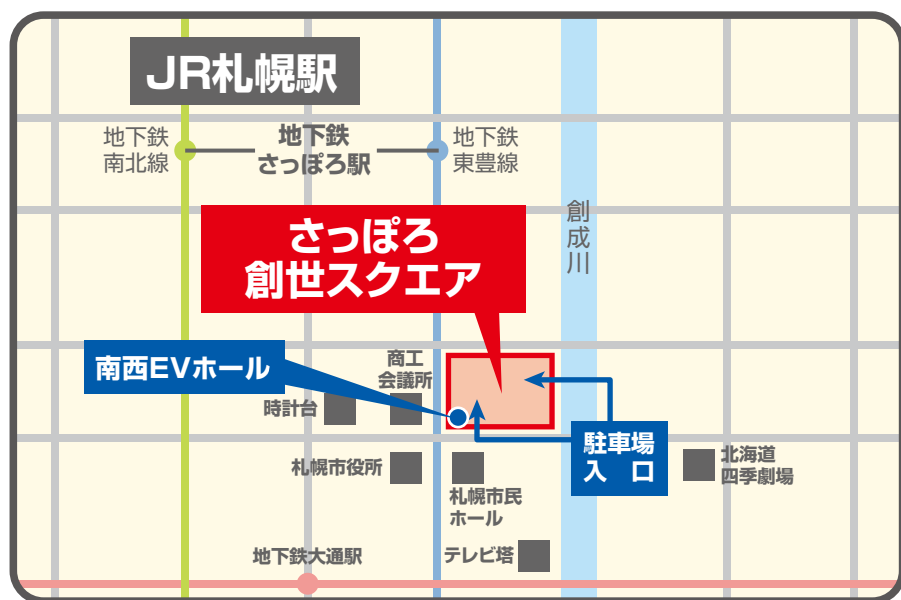 JR札幌駅
地下鉄
南北線
地下鉄
さっぽろ駅
地下鉄
東豊線
創成川
さっぽろ
創世スクエア
南西EVホール
商工
会議所
時計台
駐車場
入　口
札幌市役所
北海道
四季劇場
札幌市民
ホール
地下鉄大通駅
テレビ塔